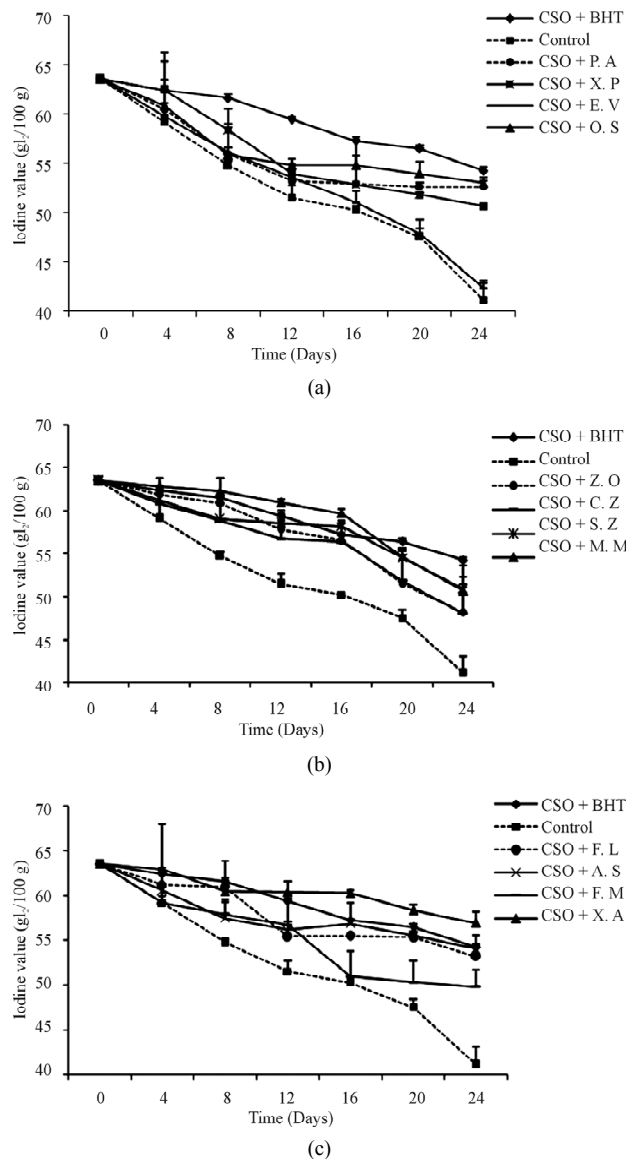 70
65
60
55
50
45
40
Iodine value (gI₂/100 g)
0 4 8 12 16 20 24
Time (Days)
CSO + BHT
Control
CSO + P. A
CSO + X. P
CSO + E. V
CSO + O. S
(a)
70
65
60
55
50
45
40
Iodine value (gI₂/100 g)
0 4 8 12 16 20 24
Time (Days)
CSO + BHT
Control
CSO + Z. O
CSO + C. Z
CSO + S. Z
CSO + M. M
(b)
70
65
60
55
50
45
40
Iodine value (gI₂/100 g)
0 4 8 12 16 20 24
Time (Days)
CSO + BHT
Control
CSO + F. L
CSO + A. S
CSO + F. M
CSO + X. A
(c)